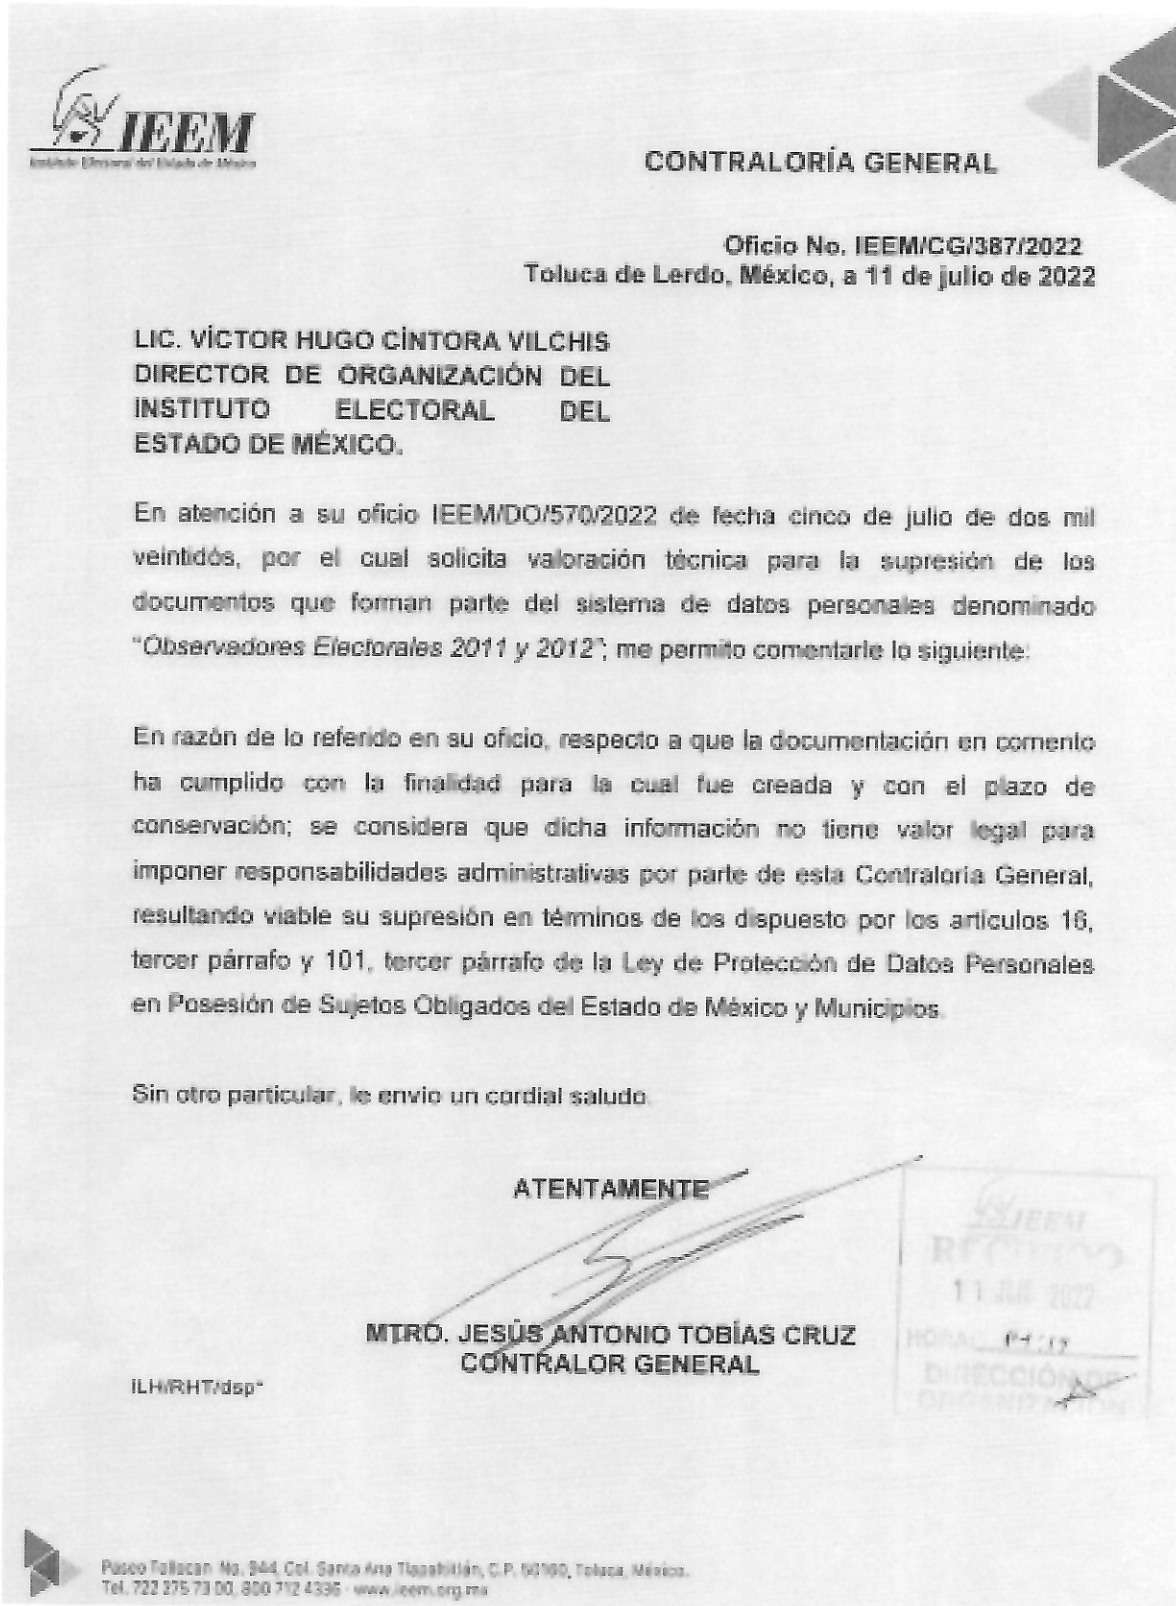 IEEM
Instituto Electoral del Estado de México
CONTRALORÍA GENERAL
Oficio No. IEEM/CG/387/2022
Toluca de Lerdo, México, a 11 de julio de 2022
LIC. VÍCTOR HUGO CÍNTORA VILCHIS
DIRECTOR DE ORGANIZACIÓN DEL
INSTITUTO ELECTORAL DEL
ESTADO DE MÉXICO.
En atención a su oficio IEEM/DO/570/2022 de fecha cinco de julio de dos mil
veintidós, por el cual solicita valoración técnica para la supresión de los
documentos que forman parte del sistema de datos personales denominado
“Observadores Electorales 2011 y 2012”; me permito comentarle lo siguiente:
En razón de lo referido en su oficio, respecto a que la documentación en comento
ha cumplido con la finalidad para la cual fue creada y con el plazo de
conservación; se considera que dicha información no tiene valor legal para
imponer responsabilidades administrativas por parte de esta Contraloría General,
resultando viable su supresión en términos de los dispuesto por los artículos 16,
tercer párrafo y 101, tercer párrafo de la Ley de Protección de Datos Personales
en Posesión de Sujetos Obligados del Estado de México y Municipios.
Sin otro particular, le envío un cordial saludo.
ATENTAMENTE
MTRO. JESÚS ANTONIO TOBÍAS CRUZ
CONTRALOR GENERAL
ILH/RHT/dsp*
IEEM
RECIBIDO
11 JUL 2022
HORA:
DIRECCIÓN DE
ORGANIZACIÓN
Paseo Tollocan No. 944, Col. Santa Ana Tlapaltitlán, C.P. 50160, Toluca, México.
Tel. 722 275 73 00, 800 712 4336 · www.ieem.org.mx